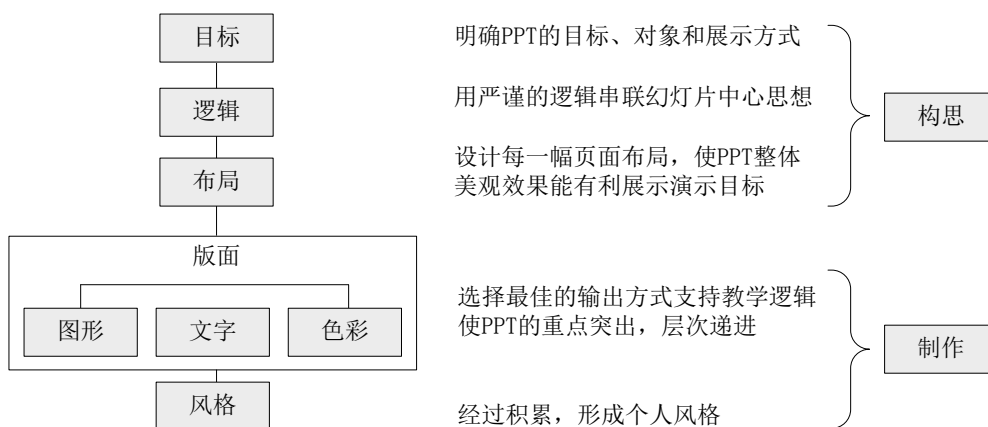 目标
明确PPT的目标、对象和展示方式
逻辑
用严谨的逻辑串联幻灯片中心思想
构思
布局
设计每一幅页面布局，使PPT整体
美观效果能有利展示演示目标
版面
图形
文字
色彩
选择最佳的输出方式支持教学逻辑
使PPT的重点突出，层次递进
制作
风格
经过积累，形成个人风格